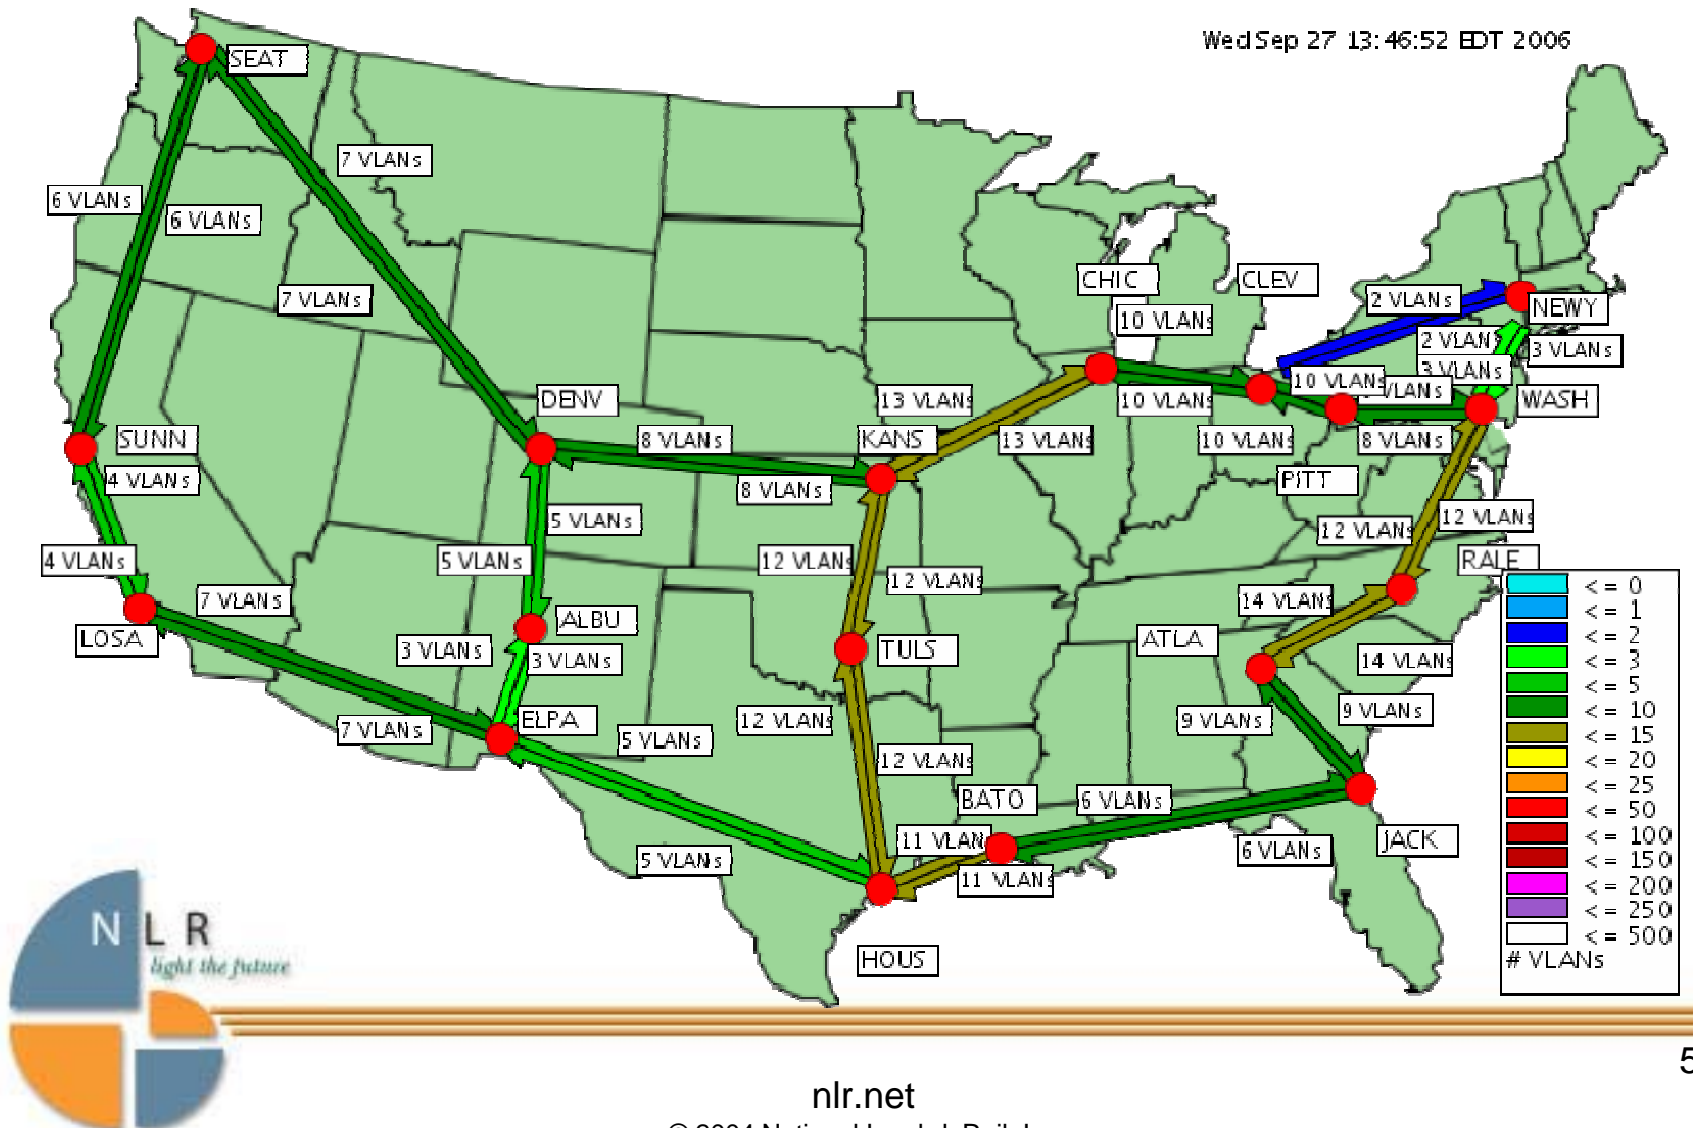 Wed Sep 27 13:46:52 EDT 2006
SEAT
7 VLANs
6 VLANs
6 VLANs
7 VLANs
CHIC
CLEV
10 VLANs
2 VLANs
NEWY
2 VLANs
3 VLANs
3 VLANs
10 VLANs
VLANs
DENV
13 VLANs
10 VLANs
WASH
SUNN
8 VLANs
KANS
13 VLANs
10 VLANs
8 VLANs
4 VLANs
8 VLANs
PITT
5 VLANs
12 VLANs
12 VLANs
4 VLANs
5 VLANs
12 VLANs
12 VLANs
RALE
7 VLANs
14 VLANs
LOSA
ALBU
3 VLANs
3 VLANs
TULS
ATLA
14 VLANs
7 VLANs
ELPA
5 VLANs
12 VLANs
9 VLANs
9 VLANs
12 VLANs
BATO
6 VLANs
5 VLANs
11 VLAN
11 VLANs
6 VLANs
JACK
HOUS
<= 0
<= 1
<= 2
<= 3
<= 5
<= 10
<= 15
<= 20
<= 25
<= 50
<= 100
<= 150
<= 200
<= 250
<= 500
# VLANs
N L R
light the future
5
nlr.net
© 2004 National